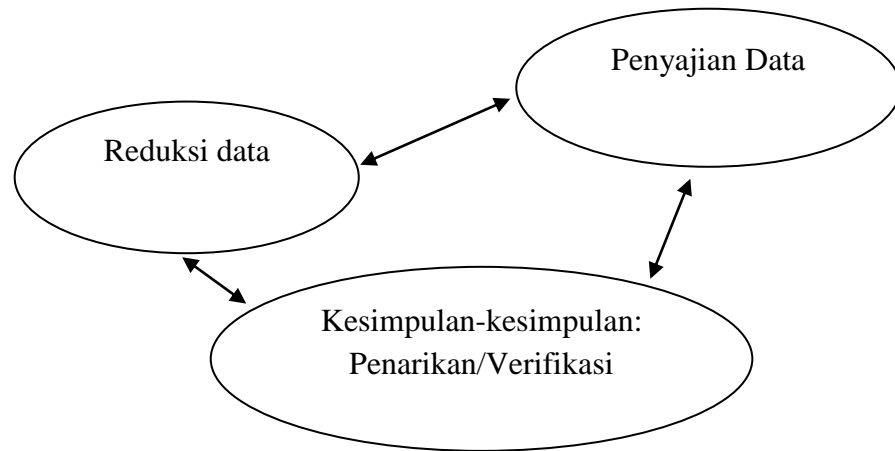 Penyajian Data
Reduksi data
Kesimpulan-kesimpulan:
Penarikan/Verifikasi